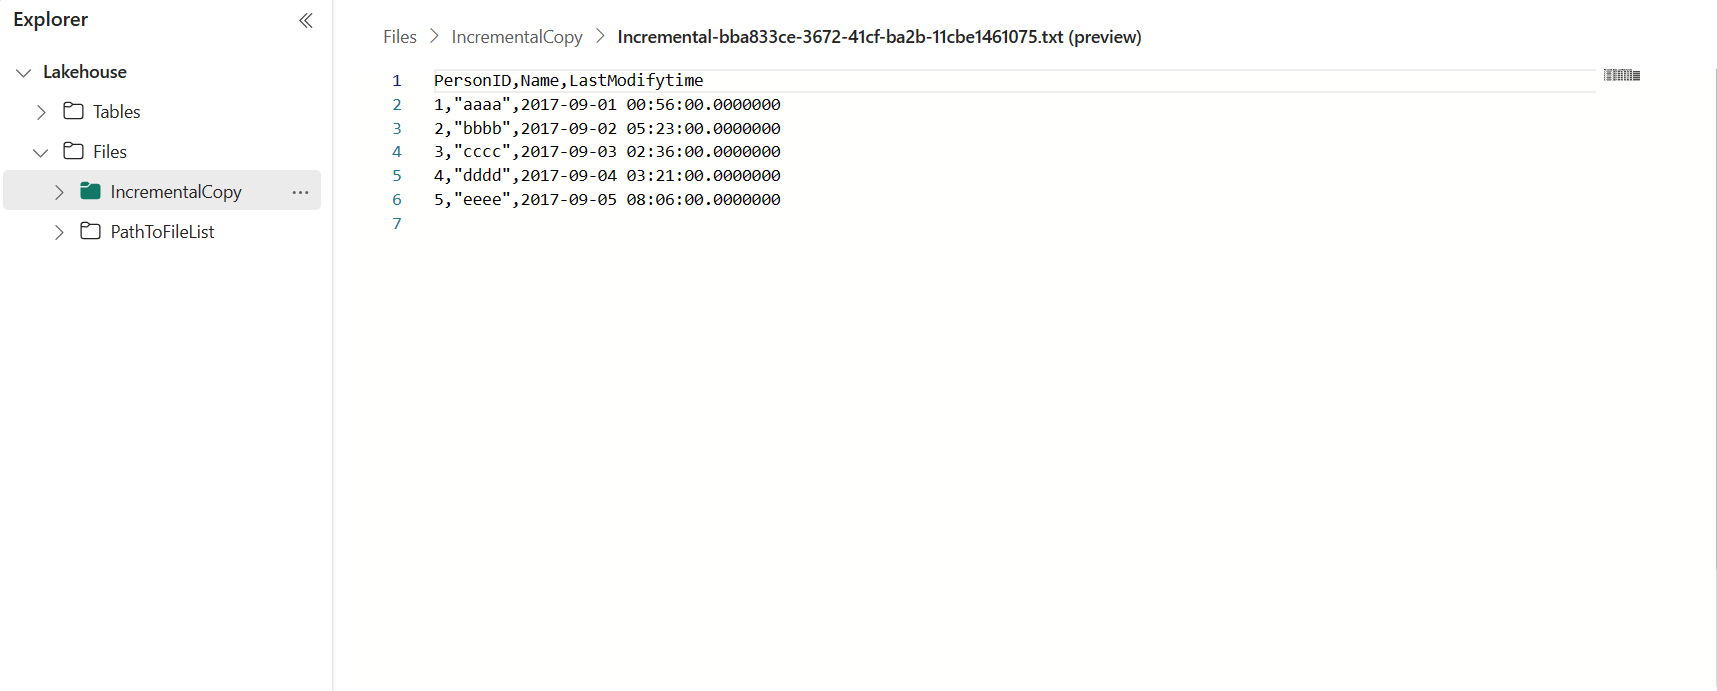 Explorer
Lakehouse
Tables
Files
IncrementalCopy
PathToFileList
Files > IncrementalCopy > Incremental-bba833ce-3672-41cf-ba2b-11cbe1461075.txt (preview)
1 PersonID,Name,LastModifytime
2 1,"aaaa",2017-09-01 00:56:00.0000000
3 2,"bbbb",2017-09-02 05:23:00.0000000
4 3,"cccc",2017-09-03 02:36:00.0000000
5 4,"dddd",2017-09-04 03:21:00.0000000
6 5,"eeee",2017-09-05 08:06:00.0000000
7